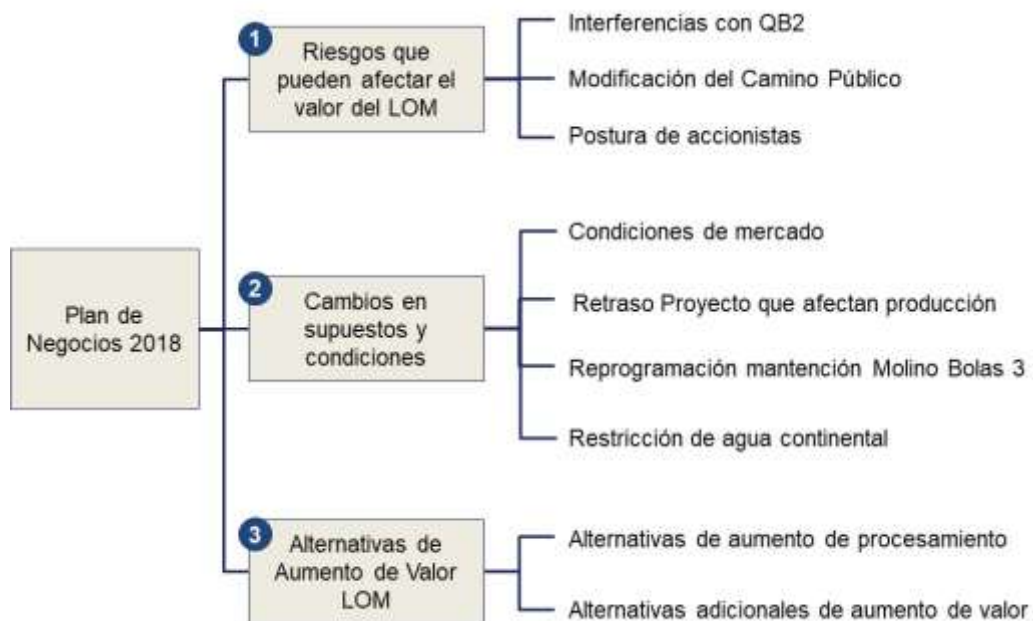 Plan de
Negocios 2018
1
Riesgos que
pueden afectar el
valor del LOM
Interferencias con QB2
Modificación del Camino Público
Postura de accionistas
2
Cambios en
supuestos y
condiciones
Condiciones de mercado
Retraso Proyecto que afectan producción
Reprogramación mantención Molino Bolas 3
Restricción de agua continental
3
Alternativas de
Aumento de Valor
LOM
Alternativas de aumento de procesamiento
Alternativas adicionales de aumento de valor